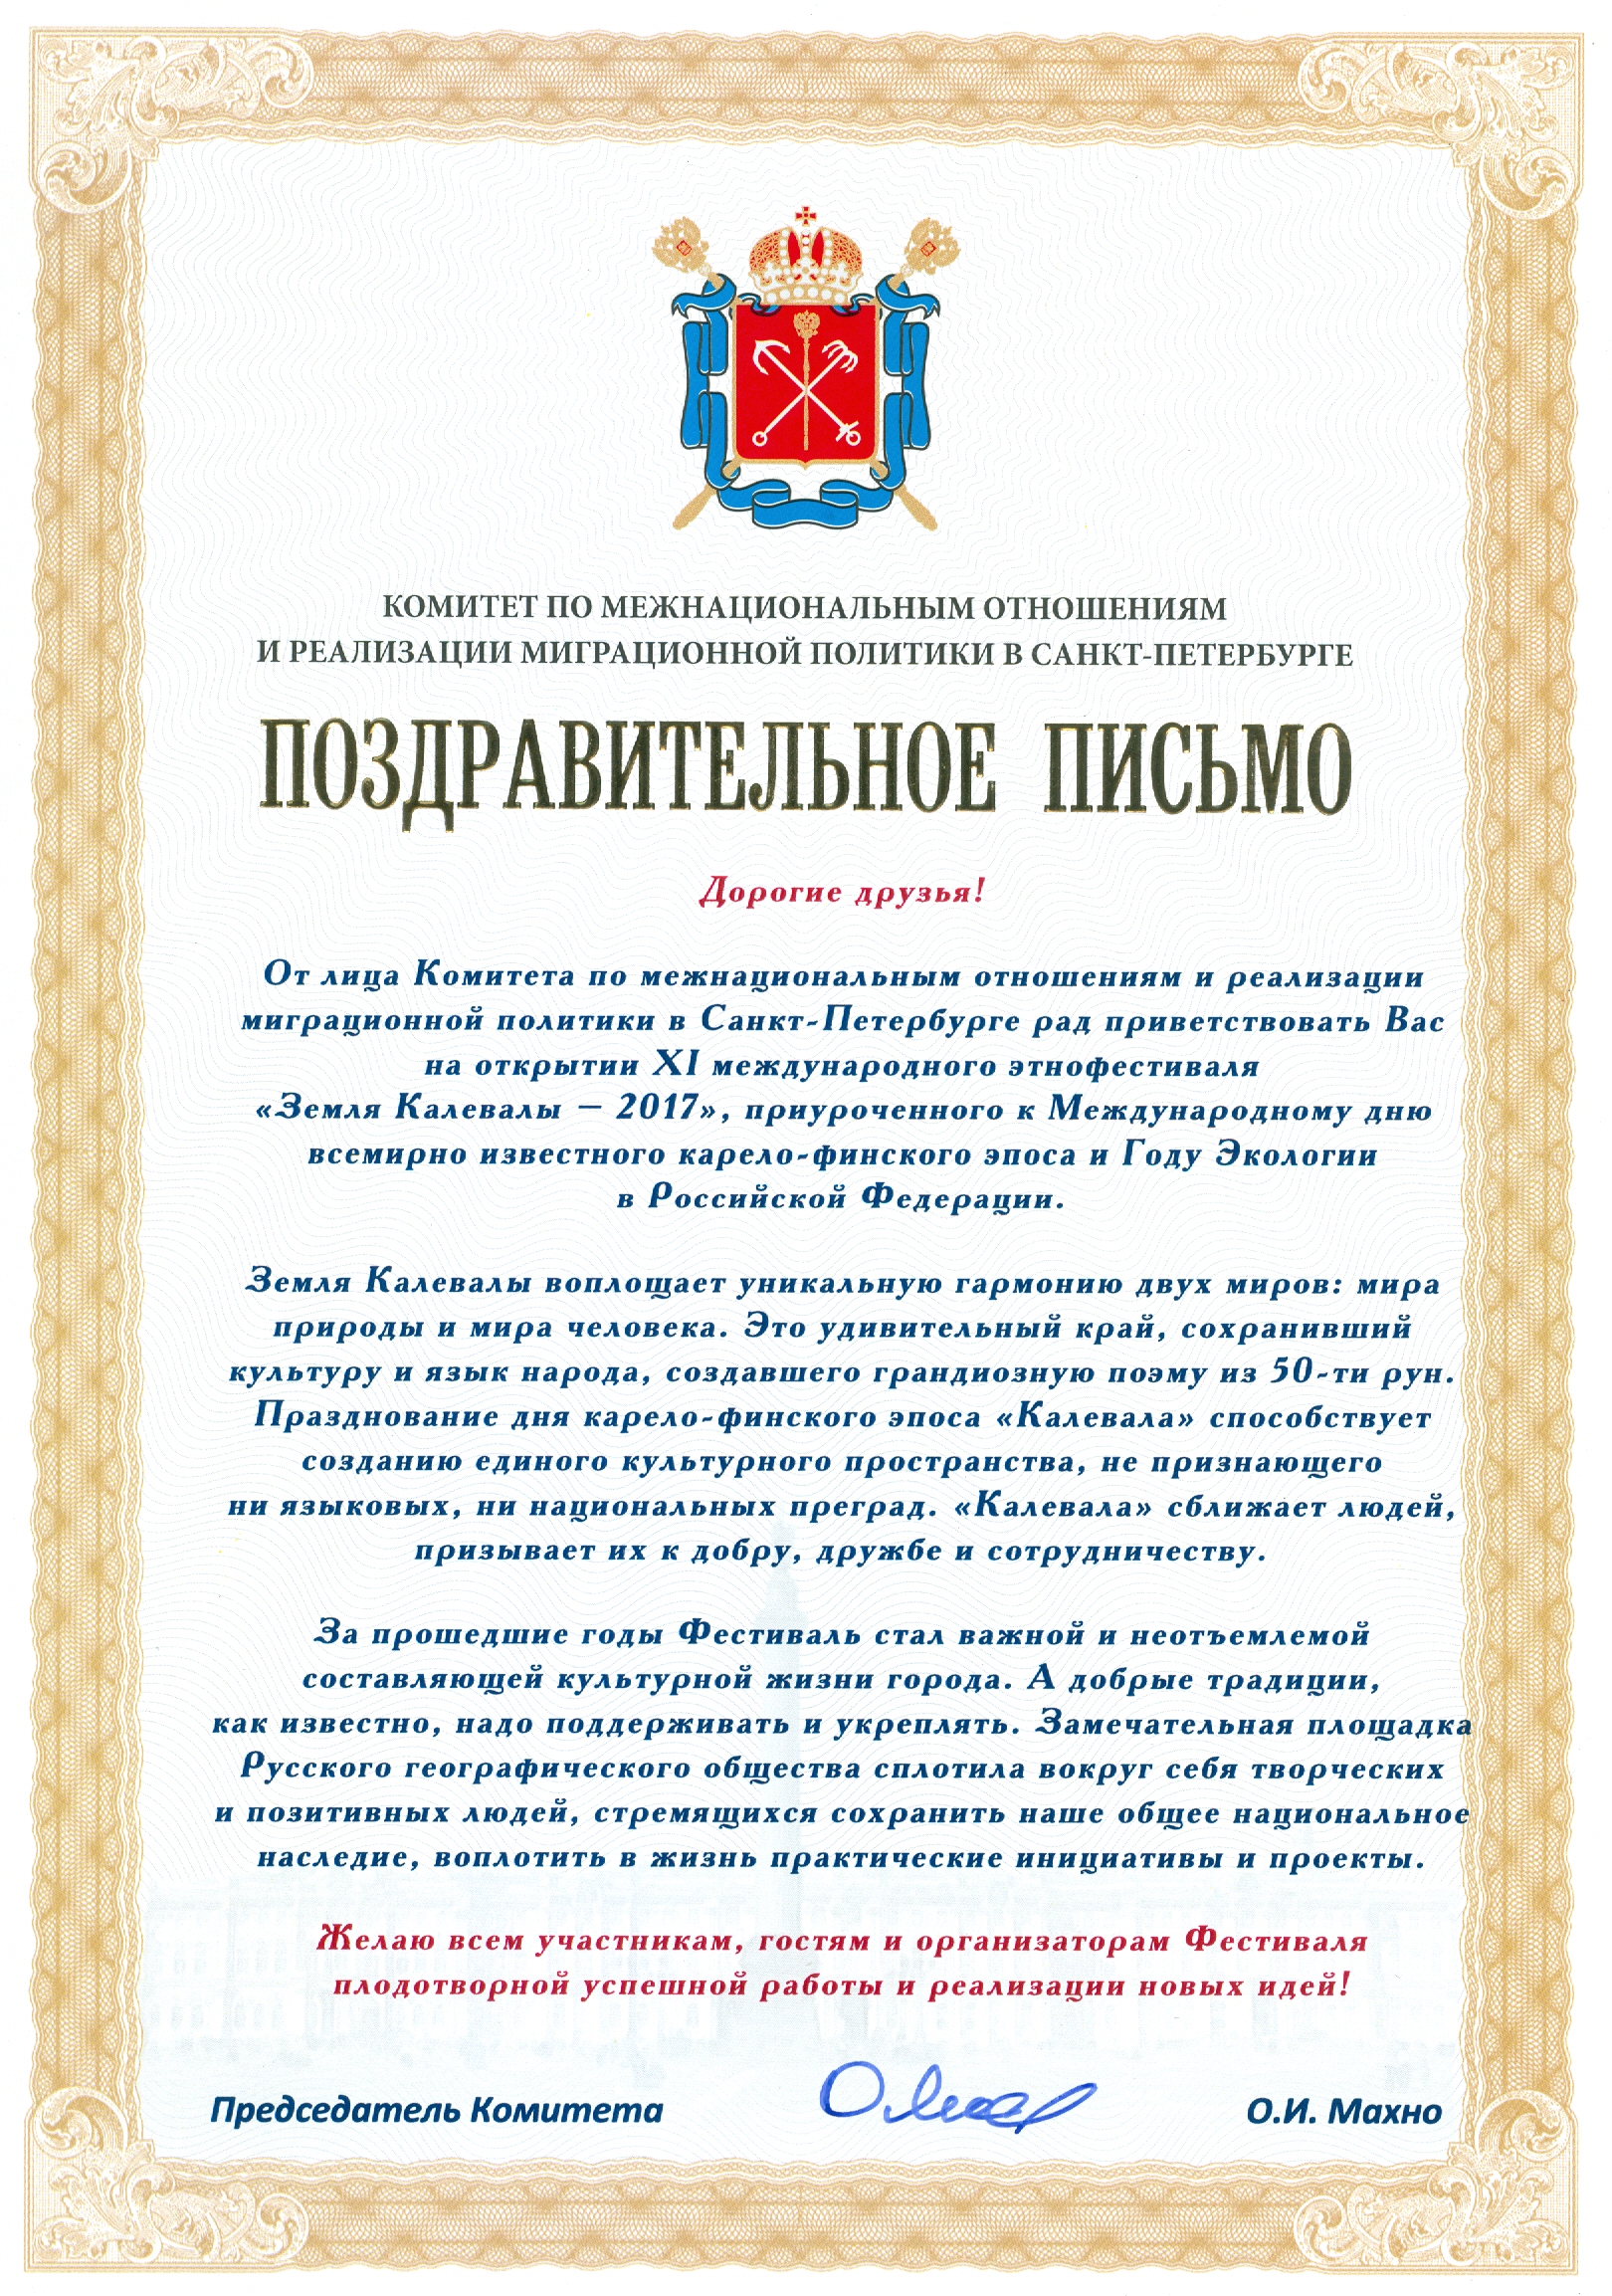 КОМИТЕТ ПО МЕЖНАЦИОНАЛЬНЫМ ОТНОШЕНИЯМ
И РЕАЛИЗАЦИИ МИГРАЦИОННОЙ ПОЛИТИКИ В САНКТ-ПЕТЕРБУРГЕ
ПОЗДРАВИТЕЛЬНОЕ ПИСЬМО
Дорогие друзья!
От лица Комитета по межнациональным отношениям и реализации
миграционной политики в Санкт-Петербурге рад приветствовать Вас
на открытии XI международного этнофестиваля
«Земля Калевалы – 2017», приуроченного к Международному дню
всемирно известного карело-финского эпоса и Году Экологии
в Российской Федерации.
Земля Калевалы воплощает уникальную гармонию двух миров: мира
природы и мира человека. Это удивительный край, сохранивший
культуру и язык народа, создавшего грандиозную поэму из 50-ти рун.
Празднование дня карело-финского эпоса «Калевала» способствует
созданию единого культурного пространства, не признающего
ни языковых, ни национальных преград. «Калевала» сближает людей,
призывает их к добру, дружбе и сотрудничеству.
За прошедшие годы Фестиваль стал важной и неотъемлемой
составляющей культурной жизни города. А добрые традиции,
как известно, надо поддерживать и укреплять. Замечательная площадка
Русского географического общества сплотила вокруг себя творческих
и позитивных людей, стремящихся сохранить наше общее национальное
наследие, воплотить в жизнь практические инициативы и проекты.
Желаю всем участникам, гостям и организаторам Фестиваля
плодотворной успешной работы и реализации новых идей!
Председатель Комитета О.И. Махно